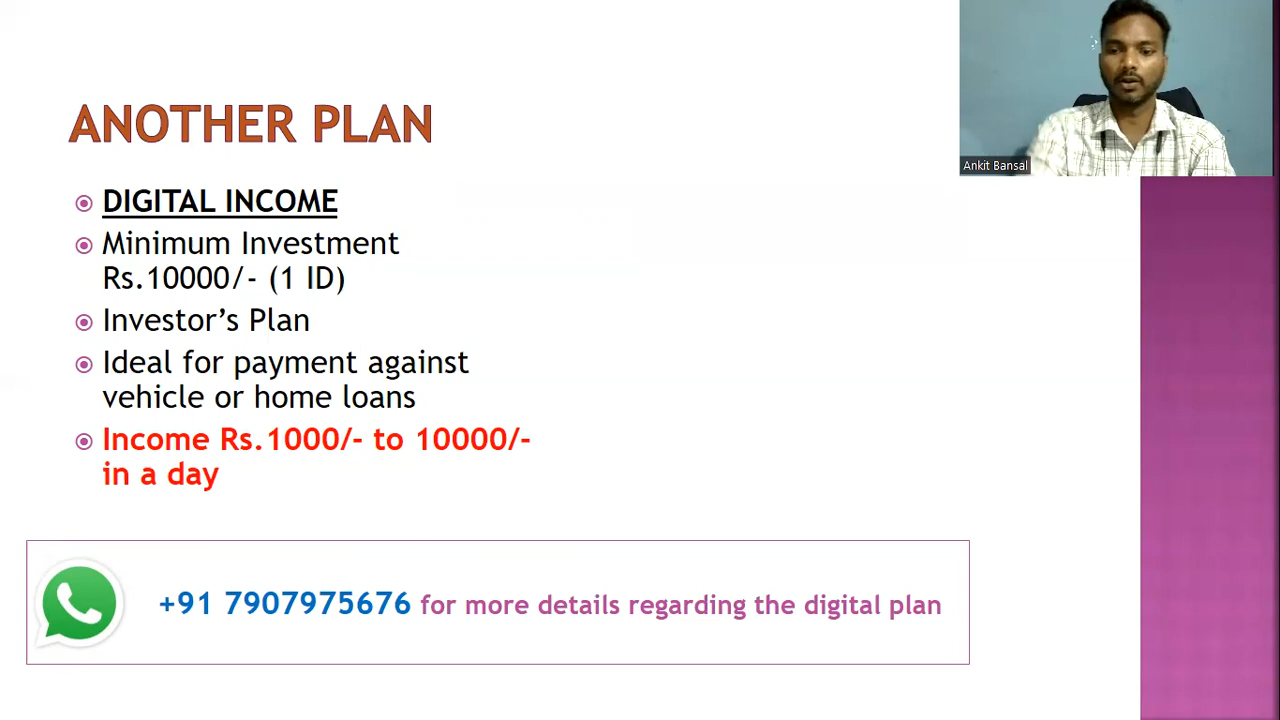 ANOTHER PLAN
DIGITAL INCOME
Minimum Investment
Rs.10000/- (1 ID)
Investor’s Plan
Ideal for payment against
vehicle or home loans
Income Rs.1000/- to 10000/-
in a day
+91 7907975676 for more details regarding the digital plan
Ankit Bansal